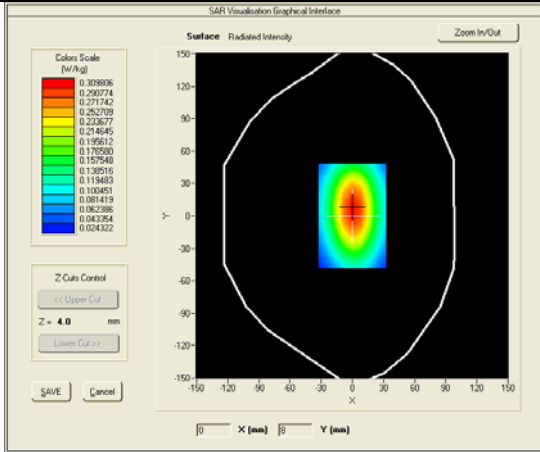 SAR Visualisation Graphical Interface
Surface Radiated Intensity
Zoom In/Out
Colors Scale
(W/kg)
0.309806
0.290774
0.271742
0.252709
0.233677
0.214645
0.195612
0.176580
0.157548
0.138516
0.119483
0.100451
0.081419
0.062386
0.043354
0.024322
Z-Cuts Control
<< Upper Cut
Z = 4.0 mm
Lower Cut >>
SAVE Cancel
150
120
90
60
30
0
-30
-60
-90
-120
-150
Y
-150 -120 -90 -60 -30 0 30 60 90 120 150
X
0 X (mm) 8 Y (mm)